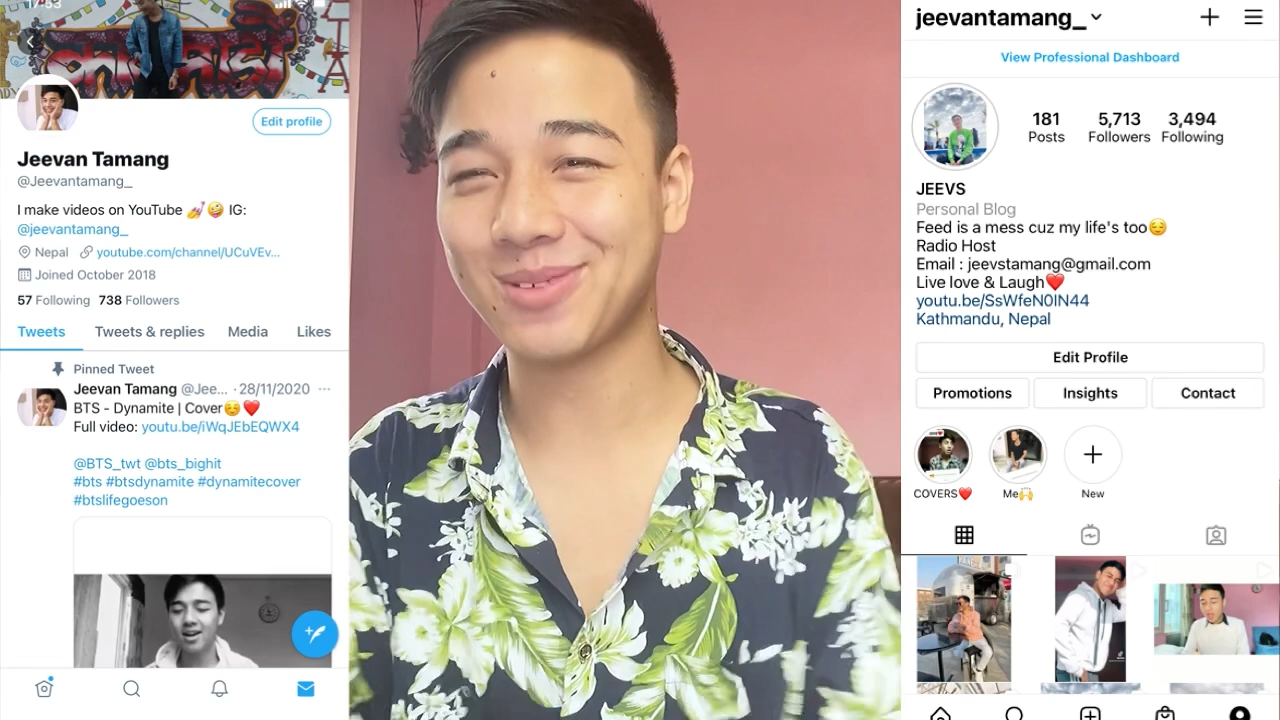 17:53
Edit profile
Jeevan Tamang
@Jeevantamang_
I make videos on YouTube 💅🤪 IG:
@jeevantamang_
Nepal youtube.com/channel/UCuVEv...
Joined October 2018
57 Following 738 Followers
Tweets Tweets & replies Media Likes
Pinned Tweet
Jeevan Tamang @Jee... · 28/11/2020
BTS - Dynamite | Cover☺️❤️
Full video: youtu.be/iWqJEbEQWX4
@BTS_twt @bts_bighit
#bts #btsdynamite #dynamitecover
#btslifegoeson
jeevantamang_
View Professional Dashboard
181 5,713 3,494
Posts Followers Following
JEEVS
Personal Blog
Feed is a mess cuz my life's too😌
Radio Host
Email : jeevstamang@gmail.com
Live love & Laugh❤️
youtu.be/SsWfeN0IN44
Kathmandu, Nepal
Edit Profile
Promotions Insights Contact
COVERS❤️ Me🙌 New